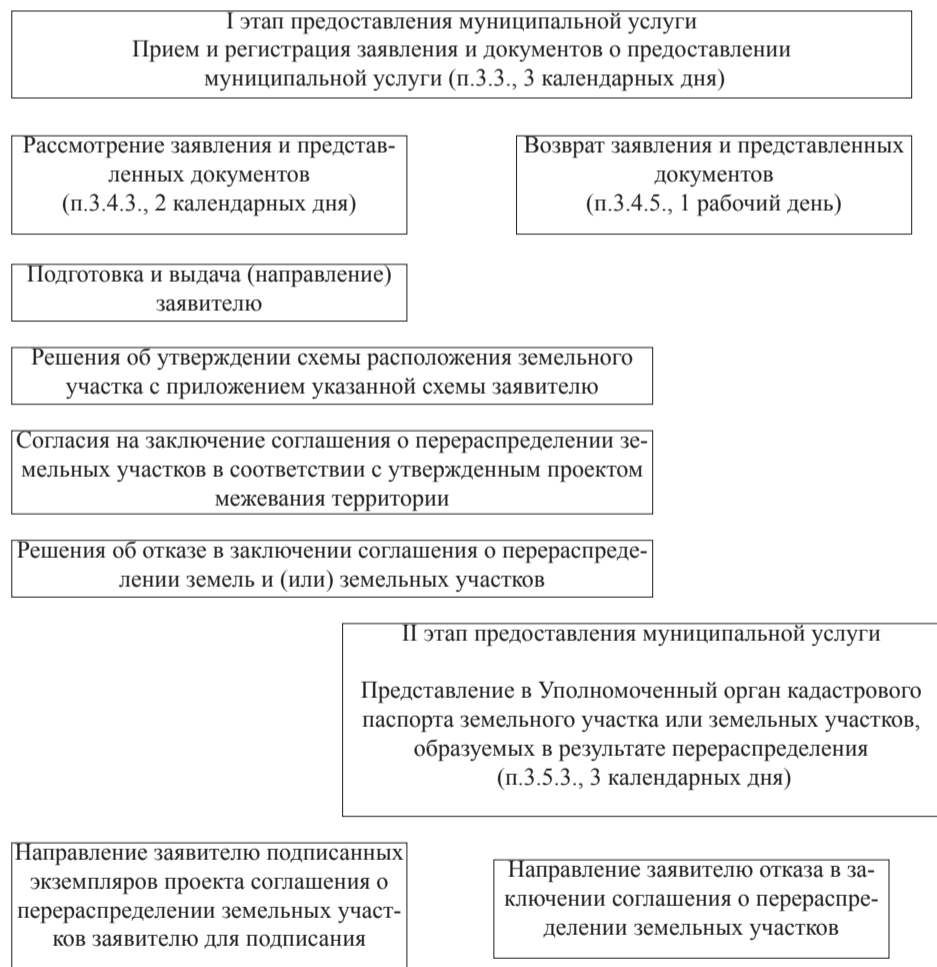 I этап предоставления муниципальной услуги
Прием и регистрация заявления и документов о предоставлении
муниципальной услуги (п.3.3., 3 календарных дня)
Рассмотрение заявления и представ-
ленных документов
(п.3.4.3., 2 календарных дня)
Возврат заявления и представленных
документов
(п.3.4.5., 1 рабочий день)
Подготовка и выдача (направление)
заявителю
Решения об утверждении схемы расположения земельного
участка с приложением указанной схемы заявителю
Согласия на заключение соглашения о перераспределении зе-
мельных участков в соответствии с утвержденным проектом
межевания территории
Решения об отказе в заключении соглашения о перераспреде-
лении земель и (или) земельных участков
II этап предоставления муниципальной услуги
Представление в Уполномоченный орган кадастрового
паспорта земельного участка или земельных участков,
образуемых в результате перераспределения
(п.3.5.3., 3 календарных дня)
Направление заявителю подписанных
экземпляров проекта соглашения о
перераспределении земельных участ-
ков заявителю для подписания
Направление заявителю отказа в за-
ключении соглашения о перераспре-
делении земельных участков